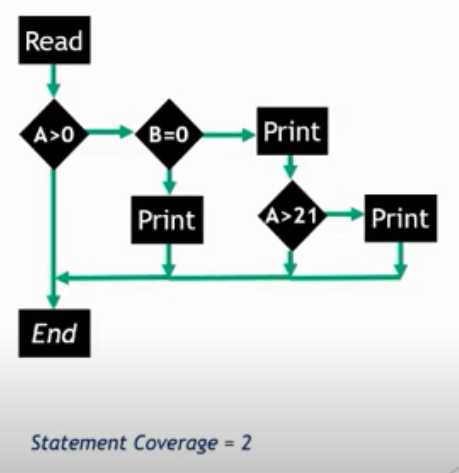 Read
A>0
B=0
Print
Print
A>21
Print
End
Statement Coverage = 2